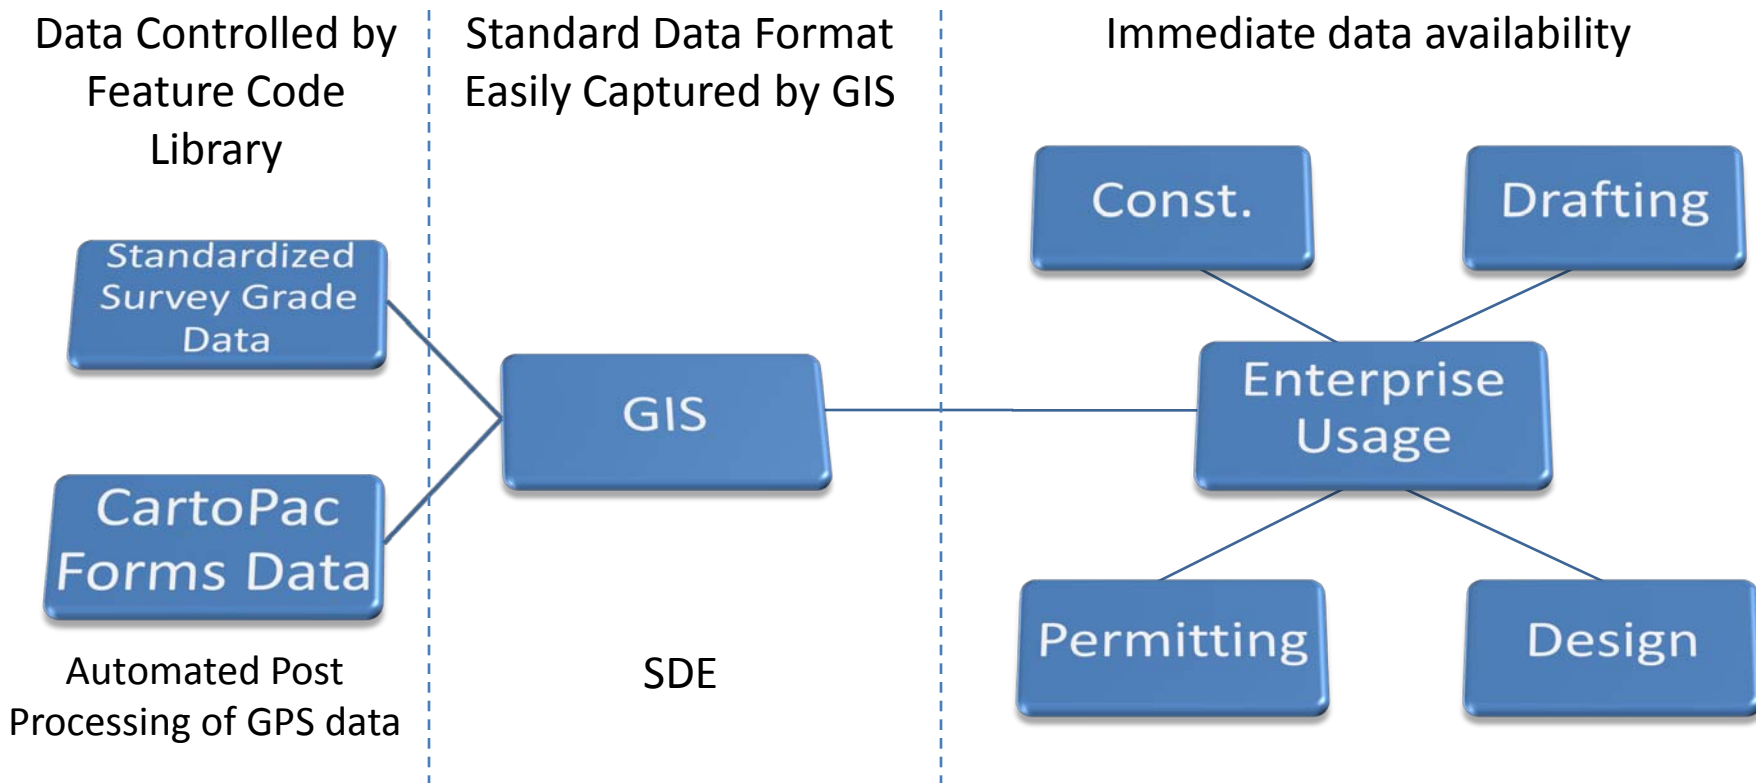 Data Controlled by
Feature Code
Library
Standardized
Survey Grade
Data
CartoPac
Forms Data
Automated Post
Processing of GPS data
Standard Data Format
Easily Captured by GIS
GIS
SDE
Immediate data availability
Const.
Drafting
Enterprise
Usage
Permitting
Design